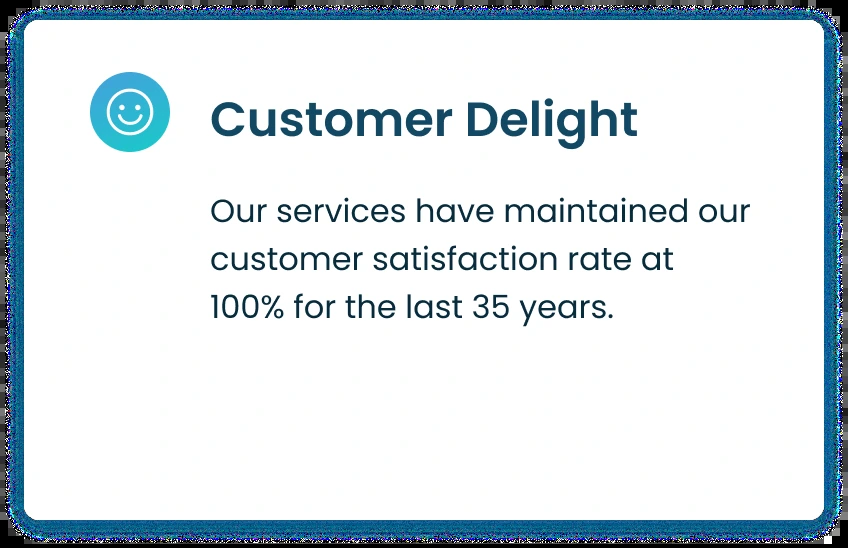 Customer Delight
Our services have maintained our
customer satisfaction rate at
100% for the last 35 years.